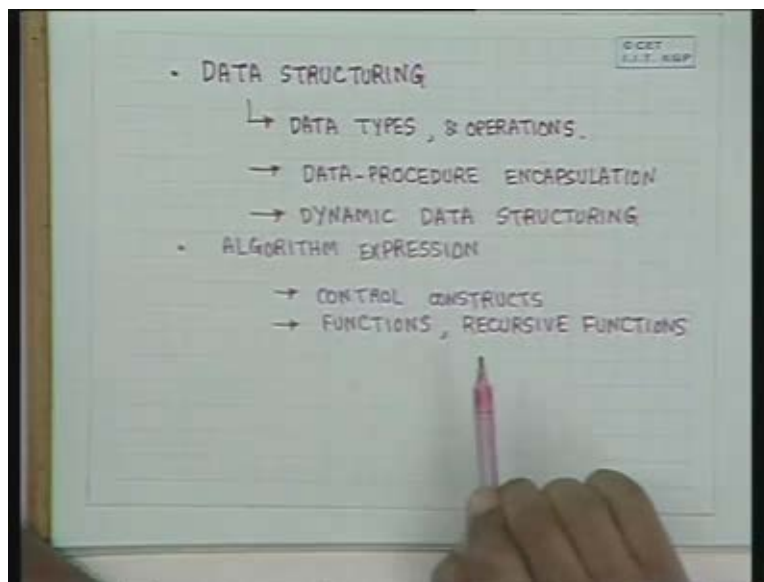 © CET
I.I.T. KGP
• DATA STRUCTURING
↳ DATA TYPES, & OPERATIONS.
→ DATA-PROCEDURE ENCAPSULATION
→ DYNAMIC DATA STRUCTURING
• ALGORITHM EXPRESSION
→ CONTROL CONSTRUCTS
→ FUNCTIONS, RECURSIVE FUNCTIONS